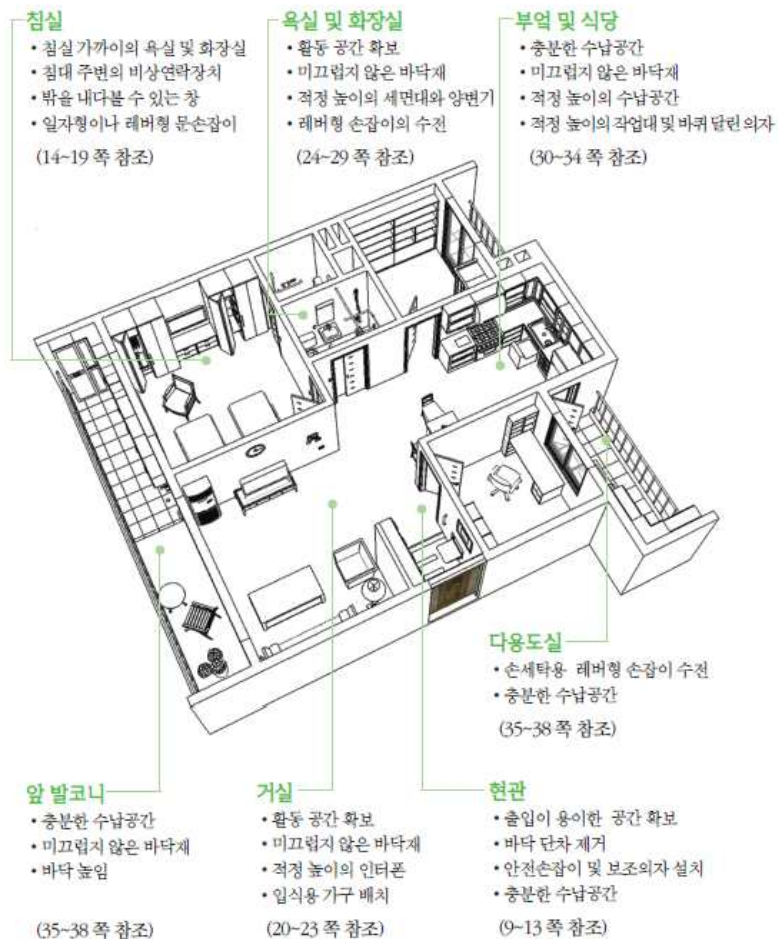 침실
• 침실 가까이의 욕실 및 화장실
• 침대 주변의 비상연락장치
• 밖을 내다볼 수 있는 창
• 일자형이나 레버형 문손잡이
(14~19 쪽 참조)
욕실 및 화장실
• 활동 공간 확보
• 미끄럽지 않은 바닥재
• 적정 높이의 세면대와 양변기
• 레버형 손잡이의 수전
(24~29 쪽 참조)
부엌 및 식당
• 충분한 수납공간
• 미끄럽지 않은 바닥재
• 적정 높이의 수납공간
• 적정 높이의 작업대 및 바퀴 달린 의자
(30~34 쪽 참조)
다용도실
• 손세탁용 레버형 손잡이 수전
• 충분한 수납공간
(35~38 쪽 참조)
앞 발코니
• 충분한 수납공간
• 미끄럽지 않은 바닥재
• 바닥 높임
(35~38 쪽 참조)
거실
• 활동 공간 확보
• 미끄럽지 않은 바닥재
• 적정 높이의 인터폰
• 입식용 가구 배치
(20~23 쪽 참조)
현관
• 출입이 용이한 공간 확보
• 바닥 단차 제거
• 안전손잡이 및 보조의자 설치
• 충분한 수납공간
(9~13 쪽 참조)